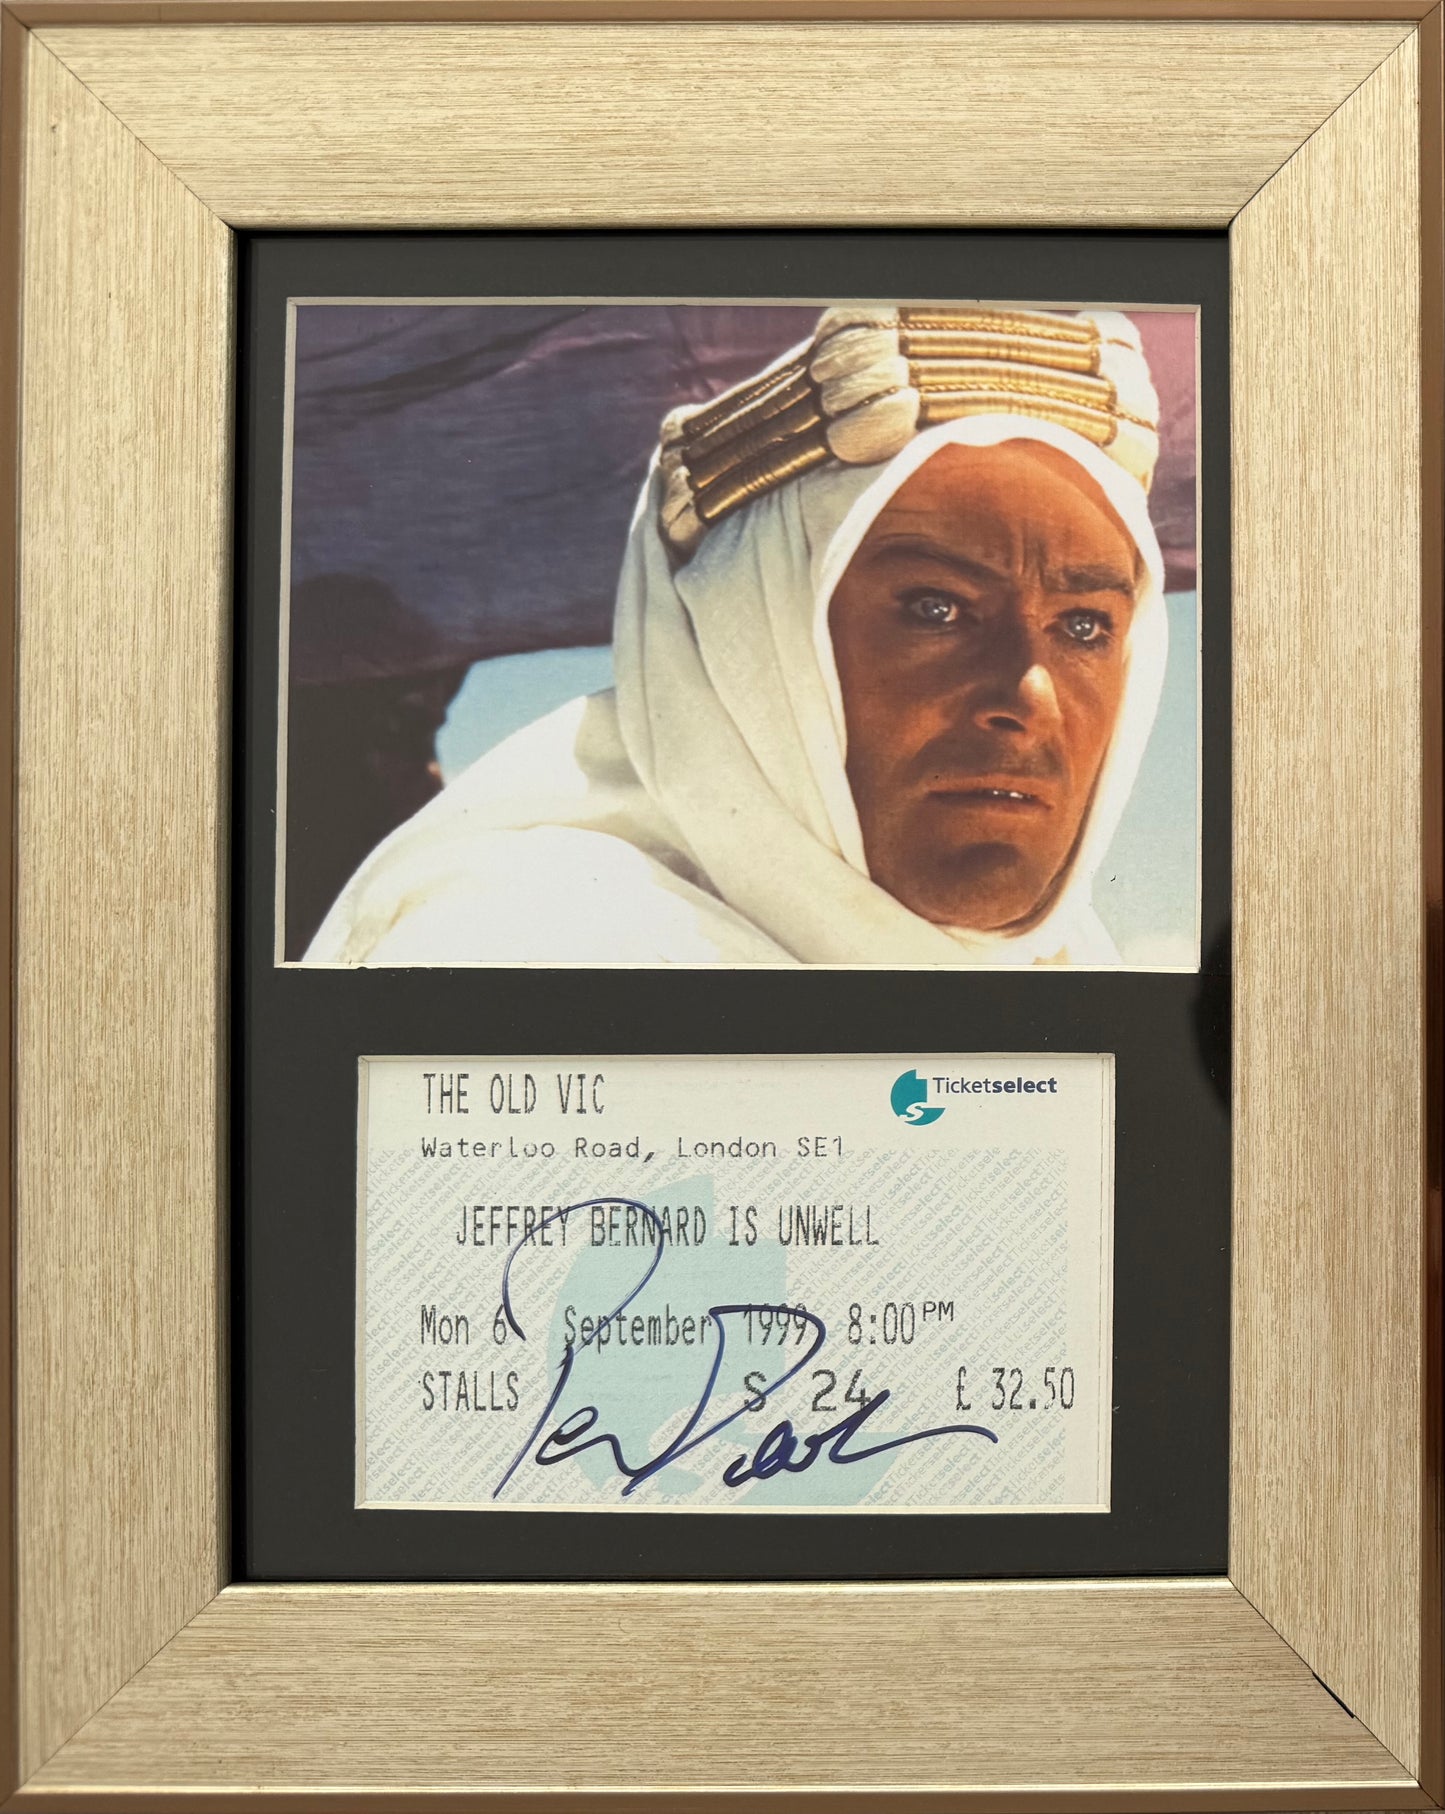 THE OLD VIC
Ticketselect
Waterloo Road, London SE1
JEFFREY BERNARD IS UNWELL
Mon 6 September 1999 8:00PM
STALLS S 24 £ 32.50